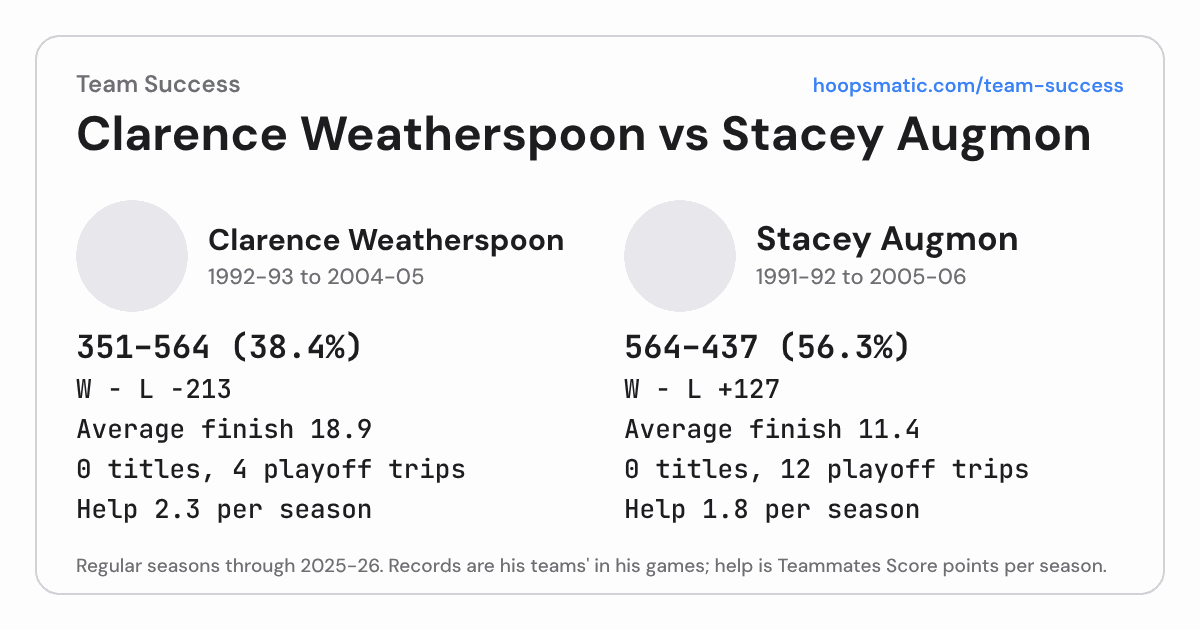 Team Success
hoopsmatic.com/team-success
Clarence Weatherspoon vs Stacey Augmon
Clarence Weatherspoon
1992-93 to 2004-05
351–564 (38.4%)
W - L -213
Average finish 18.9
0 titles, 4 playoff trips
Help 2.3 per season
Stacey Augmon
1991-92 to 2005-06
564–437 (56.3%)
W - L +127
Average finish 11.4
0 titles, 12 playoff trips
Help 1.8 per season
Regular seasons through 2025-26. Records are his teams' in his games; help is Teammates Score points per season.